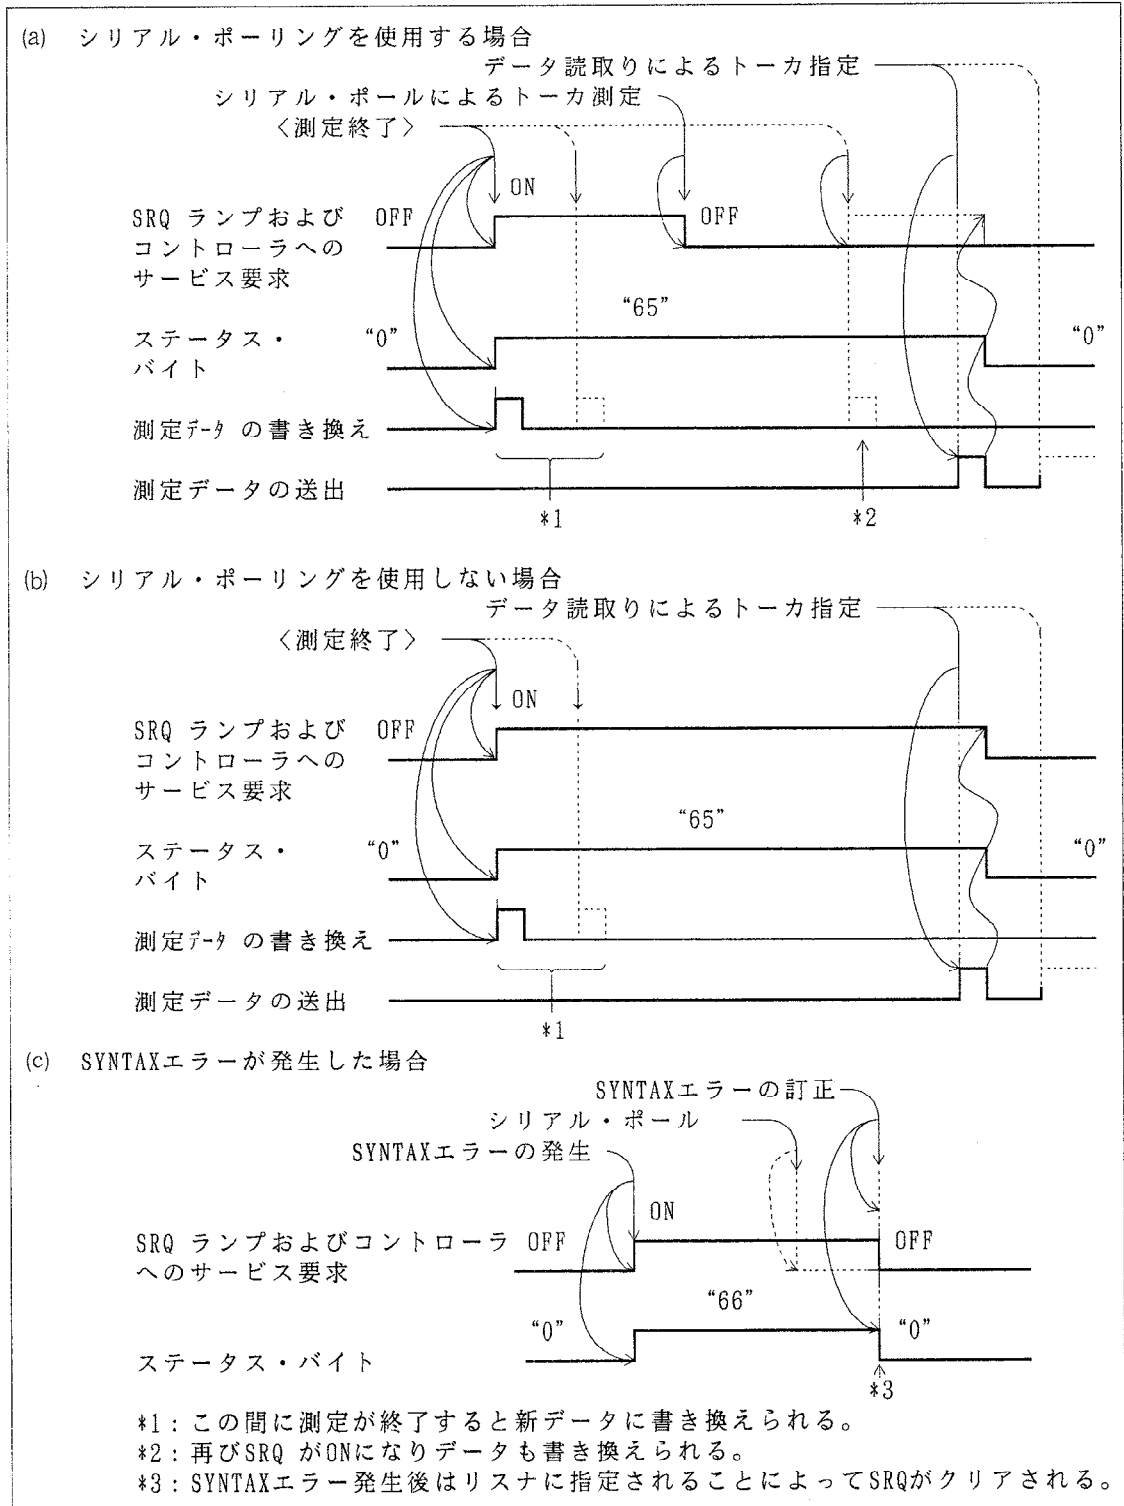 (a) シリアル・ポーリングを使用する場合
データ読取りによるトーカ指定
シリアル・ポールによるトーカ測定
〈測定終了〉
ON
SRQ ランプおよび OFF
OFF
コントローラへの
サービス要求
“65”
ステータス・ “0”
“0”
バイト
測定データ の書き換え
測定データの送出
*1
*2
(b) シリアル・ポーリングを使用しない場合
データ読取りによるトーカ指定
〈測定終了〉
ON
SRQ ランプおよび OFF
コントローラへの
サービス要求
“65”
ステータス・ “0”
“0”
バイト
測定データ の書き換え
測定データの送出
*1
(c) SYNTAXエラーが発生した場合
SYNTAXエラーの訂正
シリアル・ポール
SYNTAXエラーの発生
ON
SRQ ランプおよびコントローラ OFF
OFF
へのサービス要求
“66”
“0”
“0”
ステータス・バイト
*3
*1：この間に測定が終了すると新データに書き換えられる。
*2：再びSRQ がONになりデータも書き換えられる。
*3：SYNTAXエラー発生後はリスナに指定されることによってSRQがクリアされる。